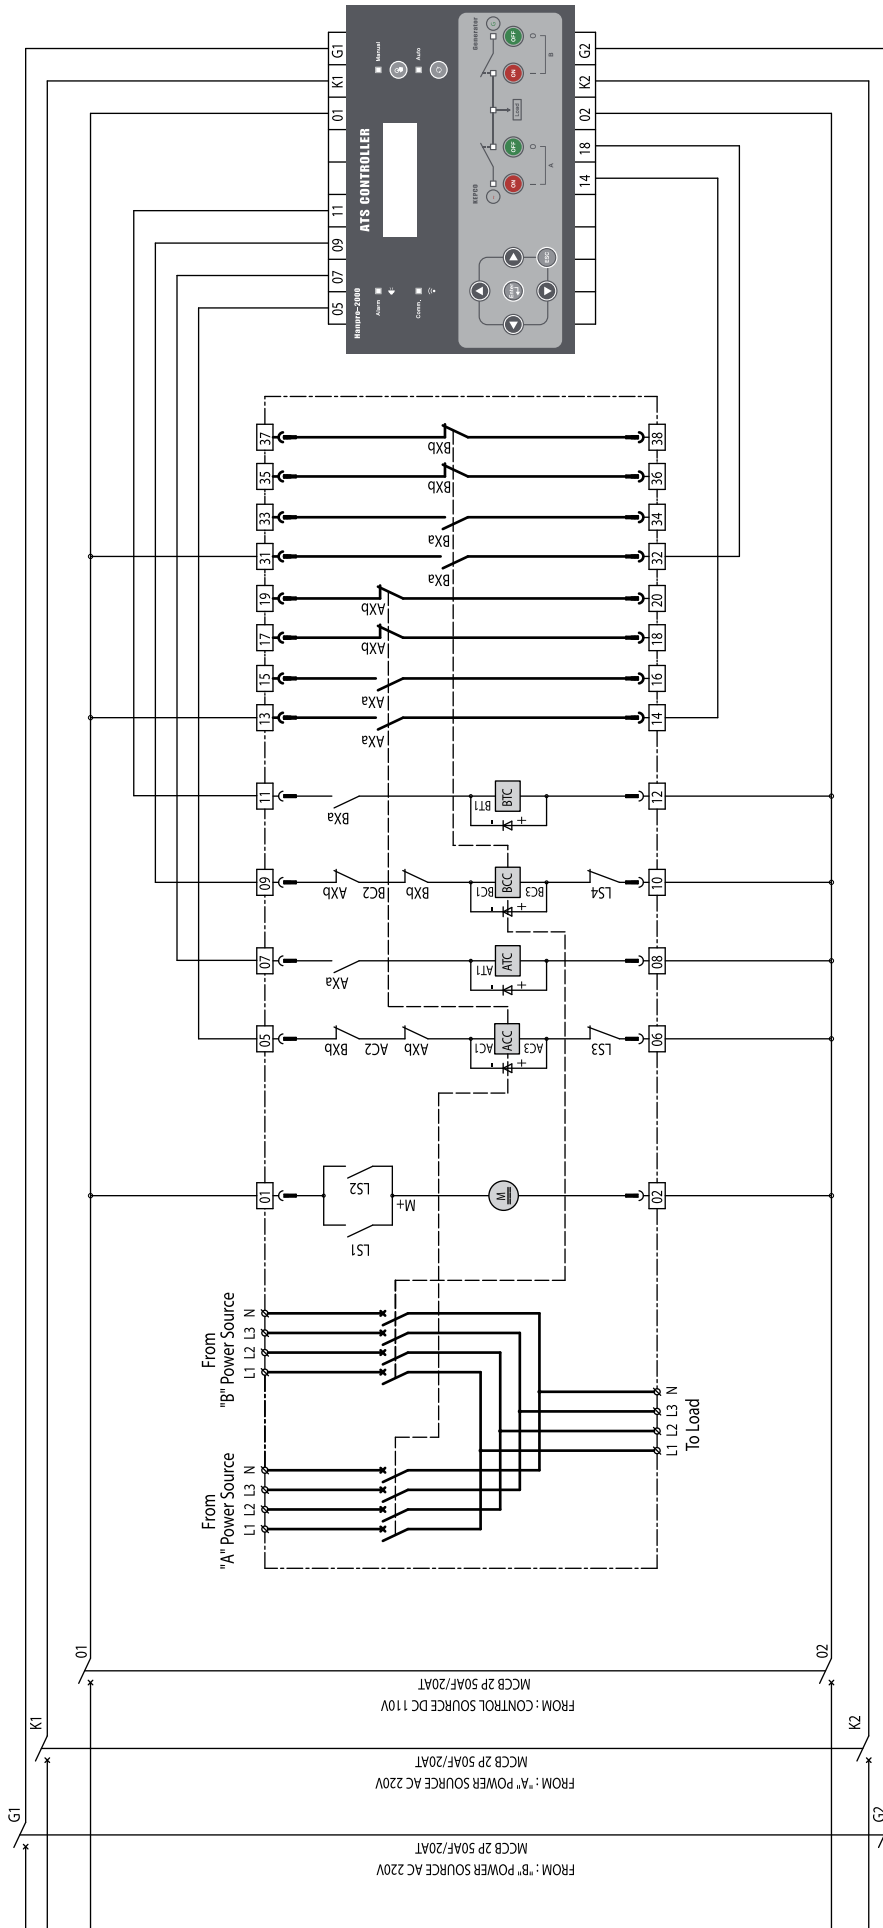 G1
K1
01
11
09
07
05
ATS CONTROLLER
Hanpro-2000
Manual
Auto
Alarm
Comm.
KEPCO
Generator
G
Load
ON
OFF
ON
OFF
I
O
I
O
A
B
Enter
ESC
G2
K2
02
18
14
37
BXb
38
35
BXb
36
33
BXa
34
31
BXa
32
19
AXb
20
17
AXb
18
15
AXa
16
13
AXa
14
11
BXa
BT1
BTC
- +
12
09
AXb
BC2
BXb
BC1
BCC
BC3
- +
LS4
10
07
AXa
AT1
ATC
- +
08
05
BXb
AC2
AXb
AC1
ACC
AC3
- +
LS3
06
01
LS2
LS1
M+
M
02
From
"B" Power Source
L1 L2 L3 N
From
"A" Power Source
L1 L2 L3 N
L1 L2 L3 N
To Load
01
02
MCCB 2P 50AF/20AT
FROM : CONTROL SOURCE DC 110V
K1
K2
MCCB 2P 50AF/20AT
FROM : "A" POWER SOURCE AC 220V
G1
G2
MCCB 2P 50AF/20AT
FROM : "B" POWER SOURCE AC 220V